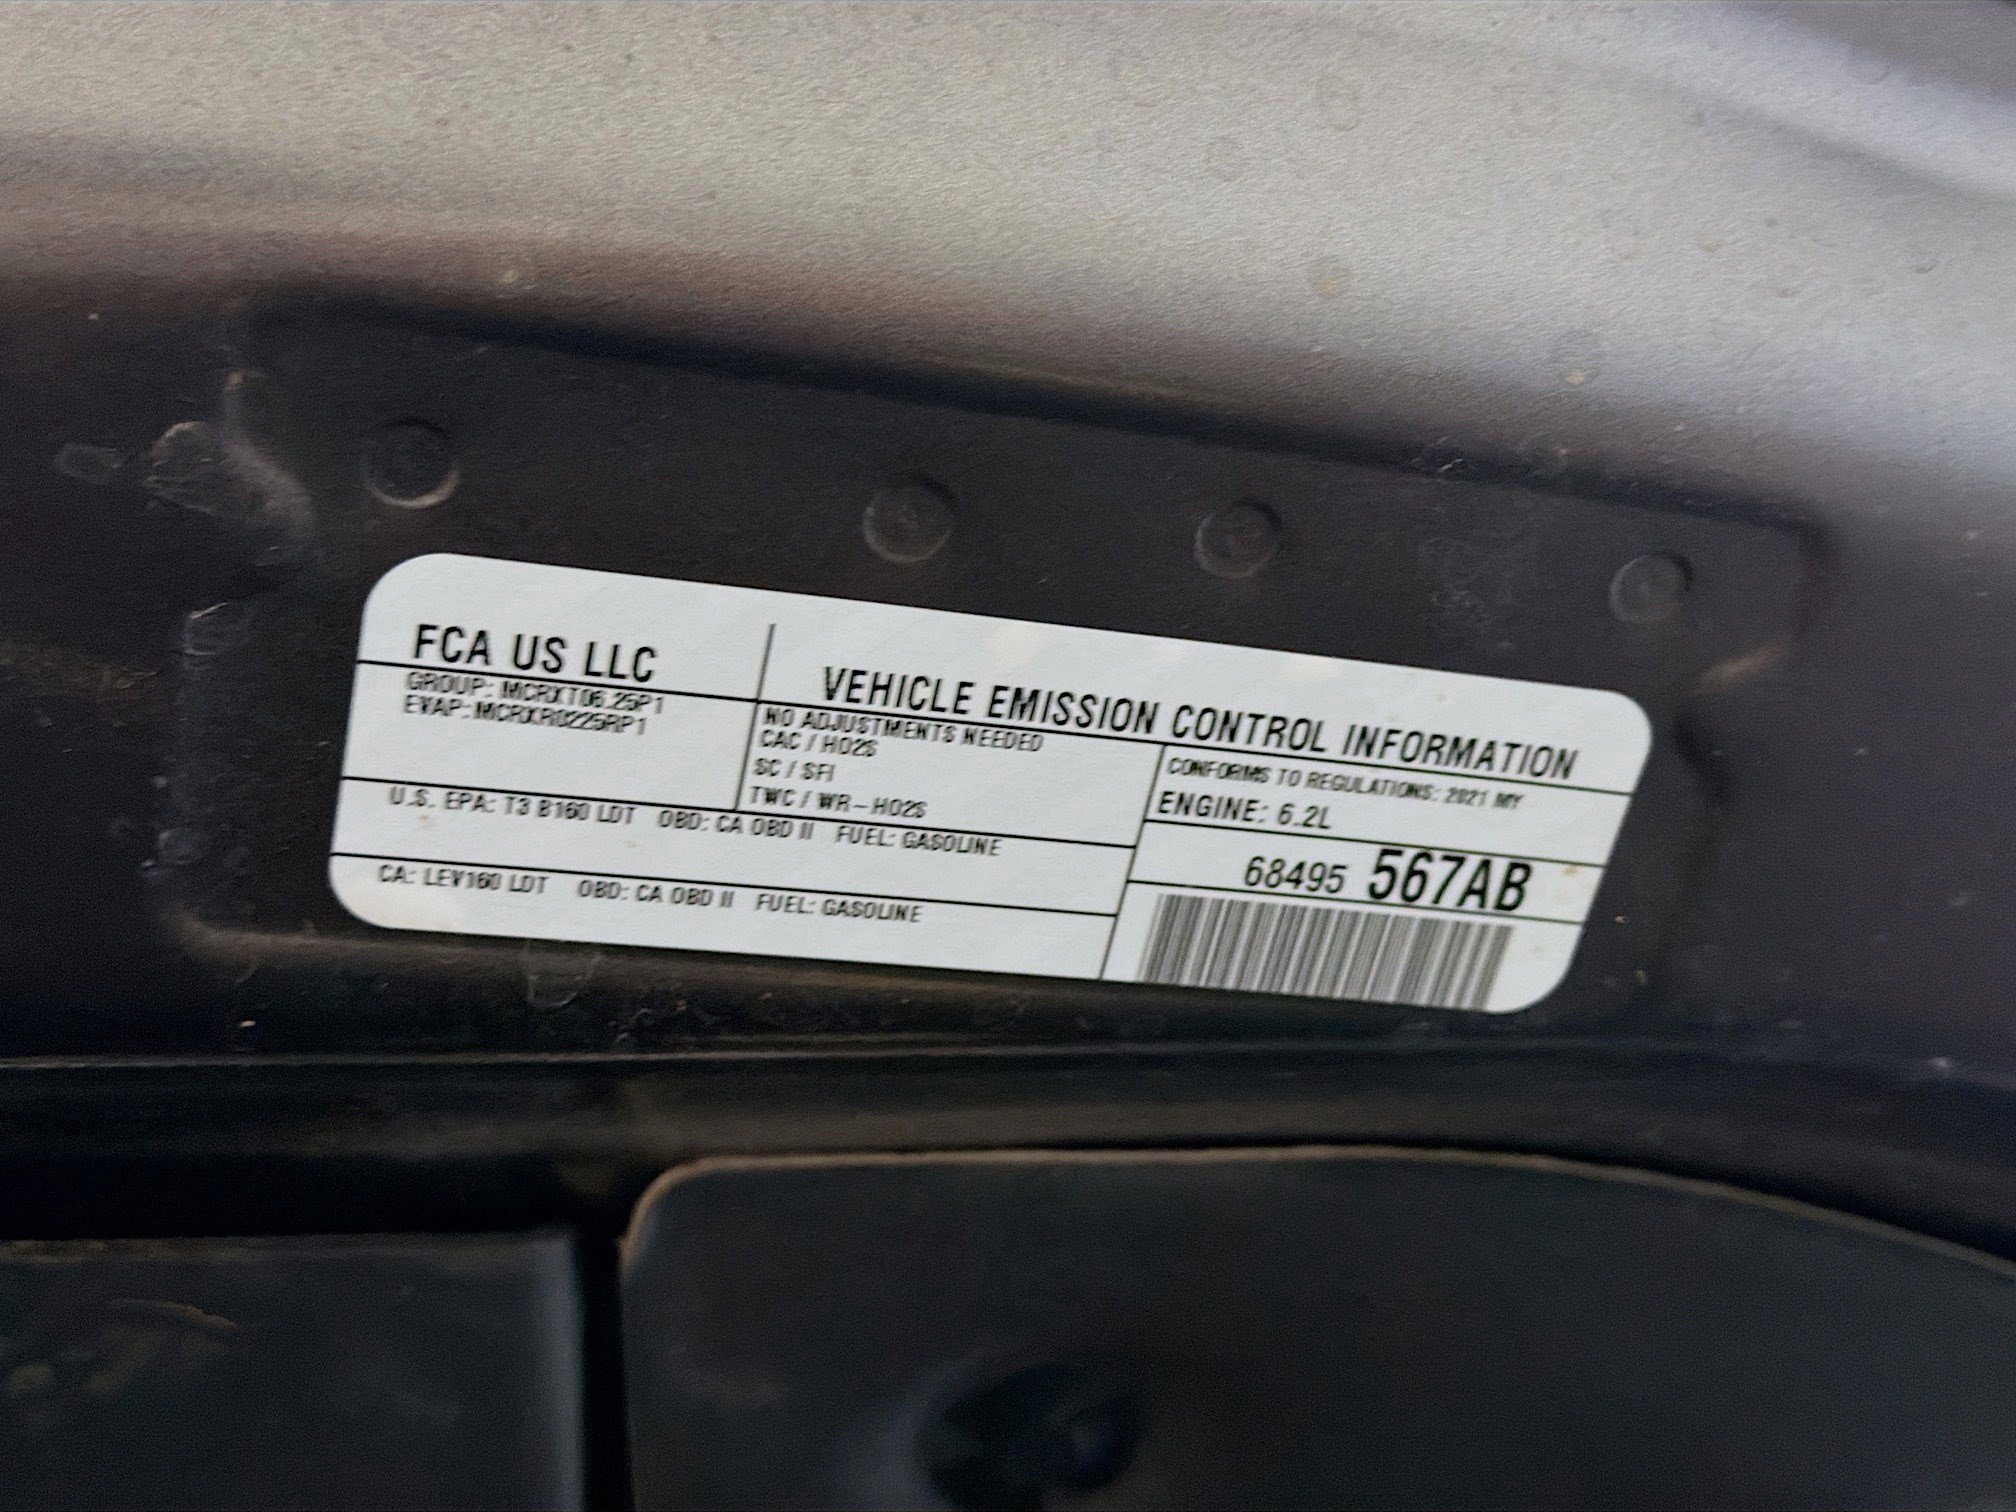 FCA US LLC
VEHICLE EMISSION CONTROL INFORMATION
GROUP: MCRXT06.25P1
EVAP: MCRXR0225RP1
NO ADJUSTMENTS NEEDED
CAC / HO2S
SC / SFI
TWC / WR-HO2S
CONFORMS TO REGULATIONS: 2021 MY
ENGINE: 6.2L
U.S. EPA: T3 B160 LDT OBD: CA OBD II FUEL: GASOLINE
CA: LEV160 LDT OBD: CA OBD II FUEL: GASOLINE
68495 567AB